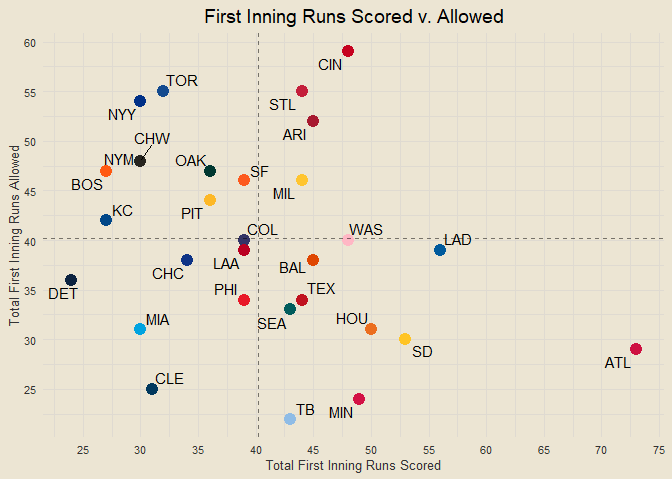 First Inning Runs Scored v. Allowed
Total First Inning Runs Allowed
60
55
50
45
40
35
30
25
CIN
TOR
STL
NYY
ARI
CHW
NYM
OAK
SF
BOS
MIL
KC
PIT
COL
WAS
LAD
LAA
BAL
CHC
DET
PHI
TEX
MIA
SEA
HOU
SD
ATL
CLE
TB
MIN
25 30 35 40 45 50 55 60 65 70 75
Total First Inning Runs Scored